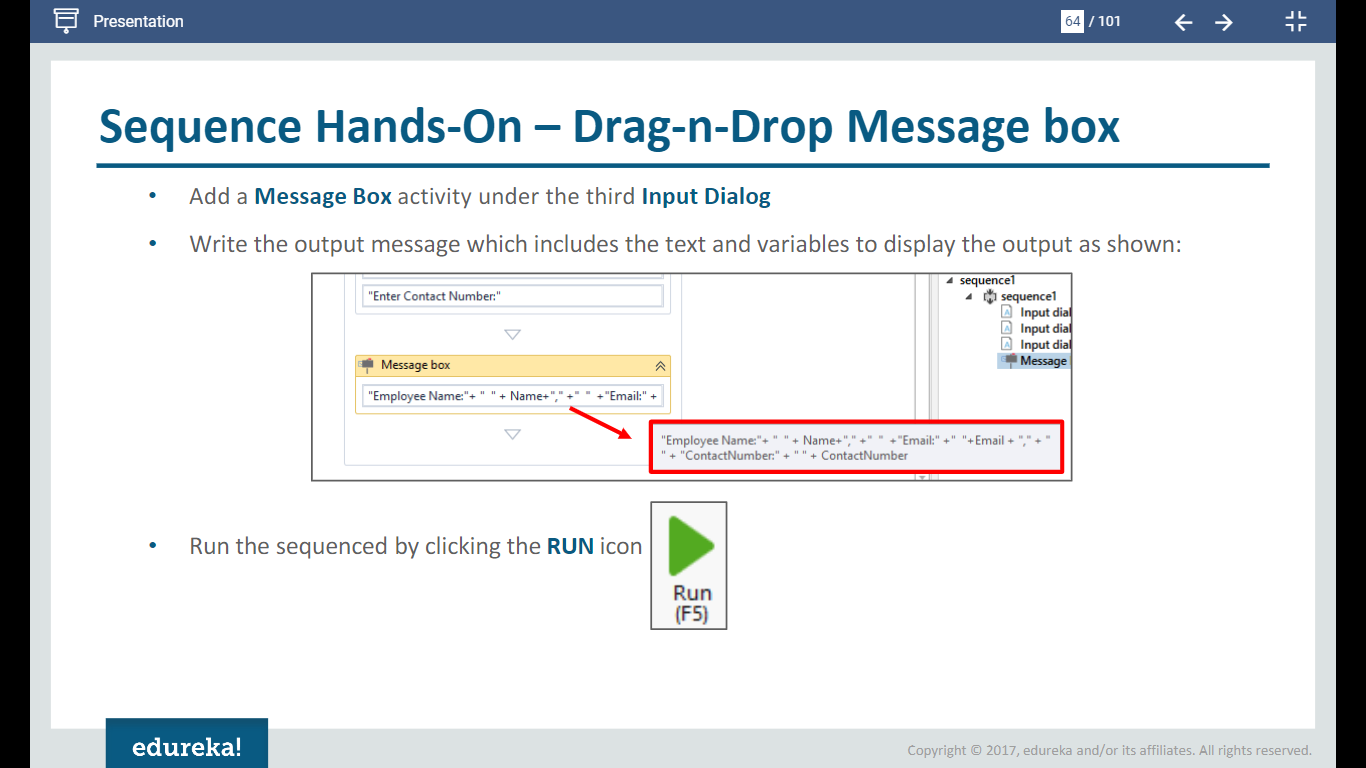 Presentation
64 / 101
Sequence Hands-On – Drag-n-Drop Message box
• Add a Message Box activity under the third Input Dialog
• Write the output message which includes the text and variables to display the output as shown:
"Enter Contact Number:"
Message box
"Employee Name:"+ "  " + Name+"," +"  " +"Email:" +
sequence1
sequence1
Input dial
Input dial
Input dial
Message
"Employee Name:"+ "  " + Name+"," +"  " +"Email:" +"  "+Email + "," + "
" + "ContactNumber:" + " " + ContactNumber
• Run the sequenced by clicking the RUN icon
Run
(F5)
edureka!
Copyright © 2017, edureka and/or its affiliates. All rights reserved.